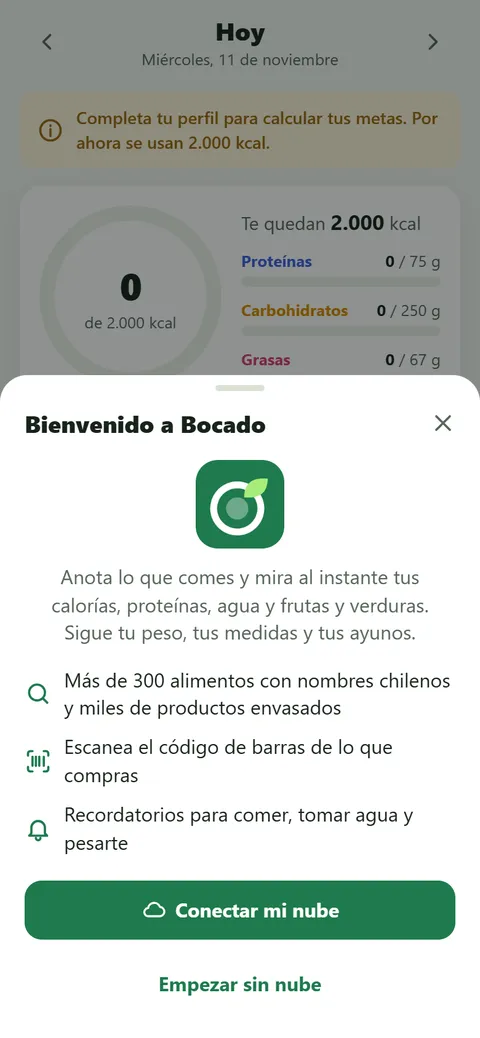 Hoy
Miércoles, 11 de noviembre
Completa tu perfil para calcular tus metas. Por
ahora se usan 2.000 kcal.
0
de 2.000 kcal
Te quedan 2.000 kcal
Proteínas 0 / 75 g
Carbohidratos 0 / 250 g
Grasas 0 / 67 g
Bienvenido a Bocado
Anota lo que comes y mira al instante tus
calorías, proteínas, agua y frutas y verduras.
Sigue tu peso, tus medidas y tus ayunos.
Más de 300 alimentos con nombres chilenos
y miles de productos envasados
Escanea el código de barras de lo que
compras
Recordatorios para comer, tomar agua y
pesarte
Conectar mi nube
Empezar sin nube